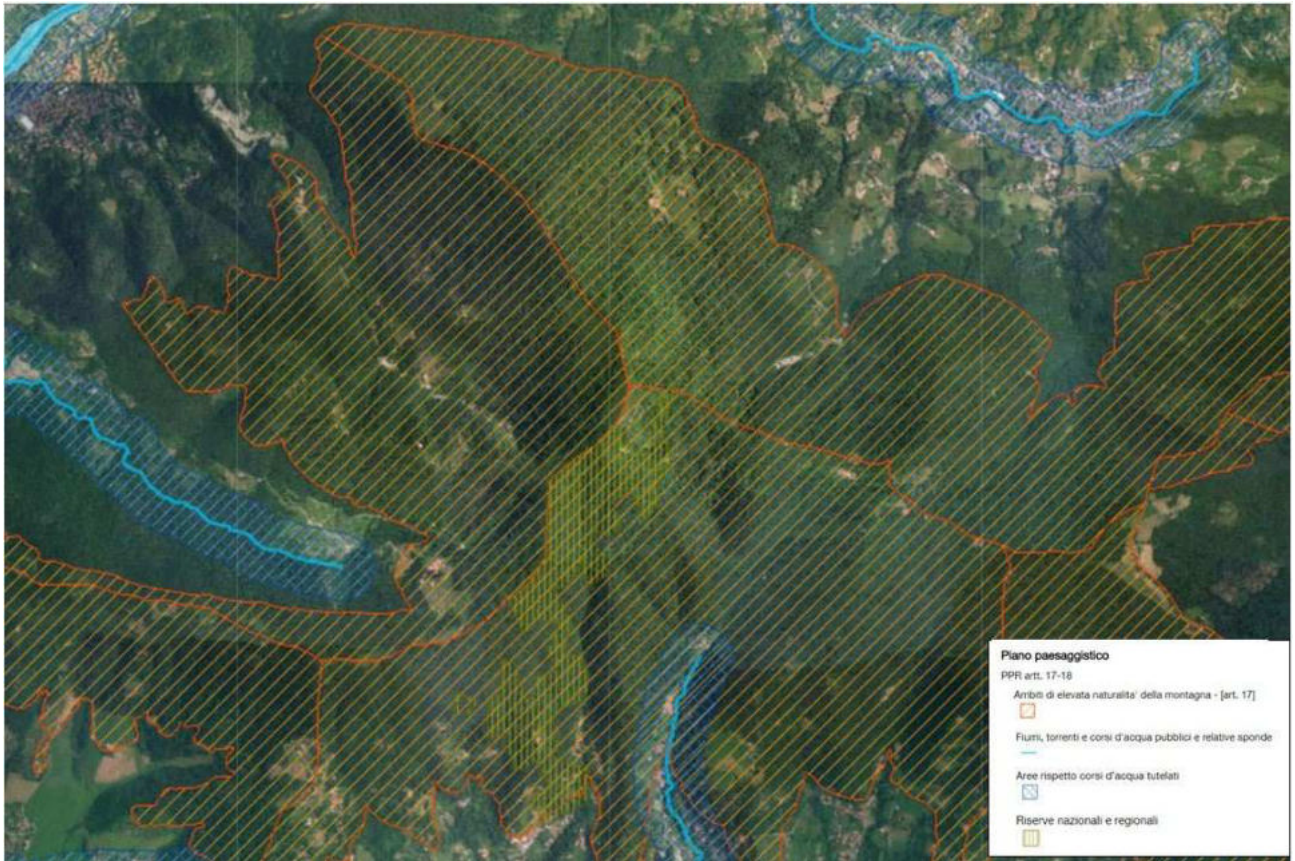 Piano paesaggistico
PPR artt. 17-18
Ambiti di elevata naturalita' della montagna - [art. 17]
Fiumi, torrenti e corsi d'acqua pubblici e relative sponde
Aree rispetto corsi d'acqua tutelati
Riserve nazionali e regionali